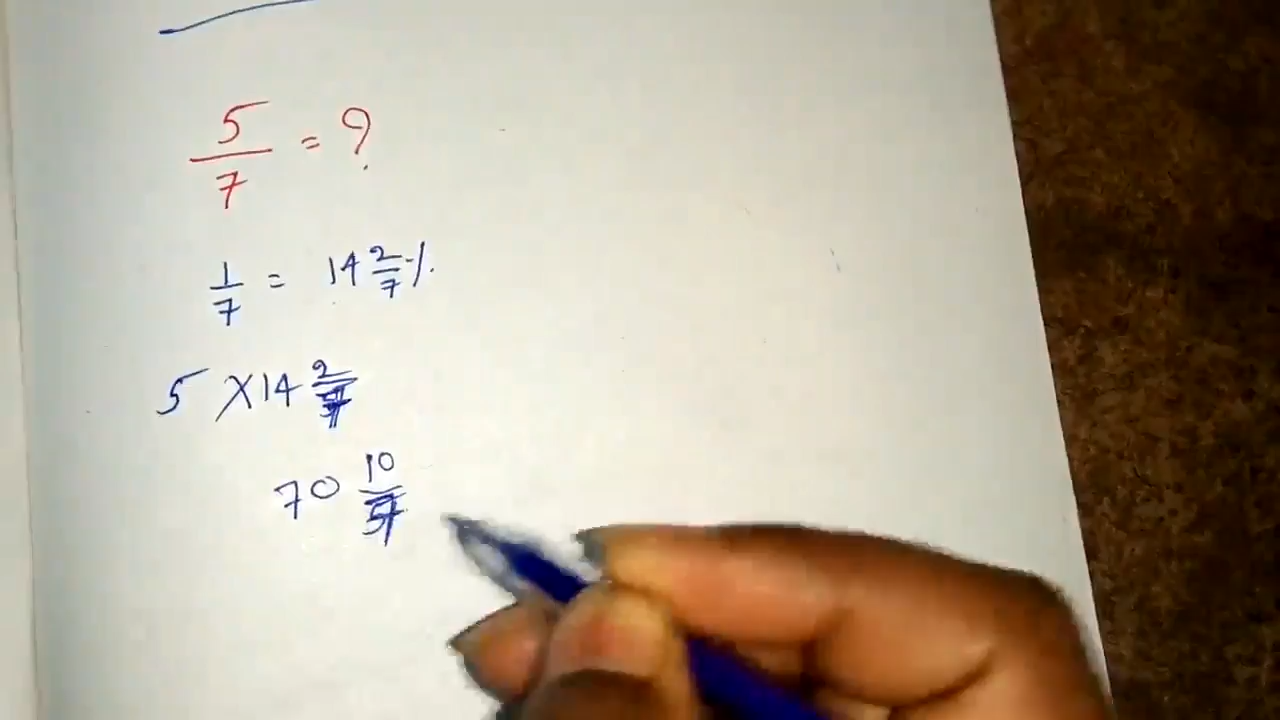 5/7 = ?
1/7 = 14 2/7 %
5 × 14 2/7
70 10/7